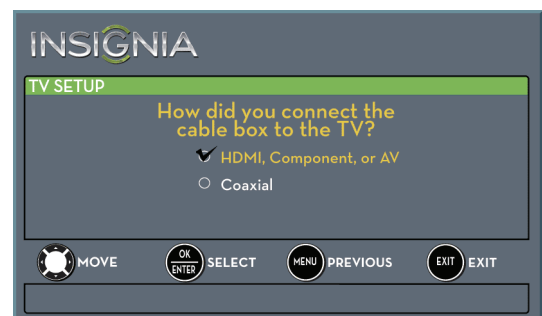 INSIGNIA
TV SETUP
How did you connect the
cable box to the TV?
HDMI, Component, or AV
Coaxial
MOVE OK ENTER SELECT MENU PREVIOUS EXIT EXIT